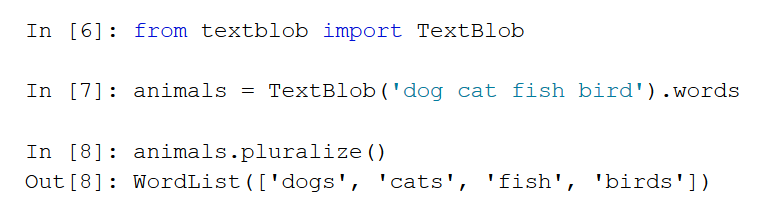 In [6]: from textblob import TextBlob
In [7]: animals = TextBlob('dog cat fish bird').words
In [8]: animals.pluralize()
Out[8]: WordList(['dogs', 'cats', 'fish', 'birds'])